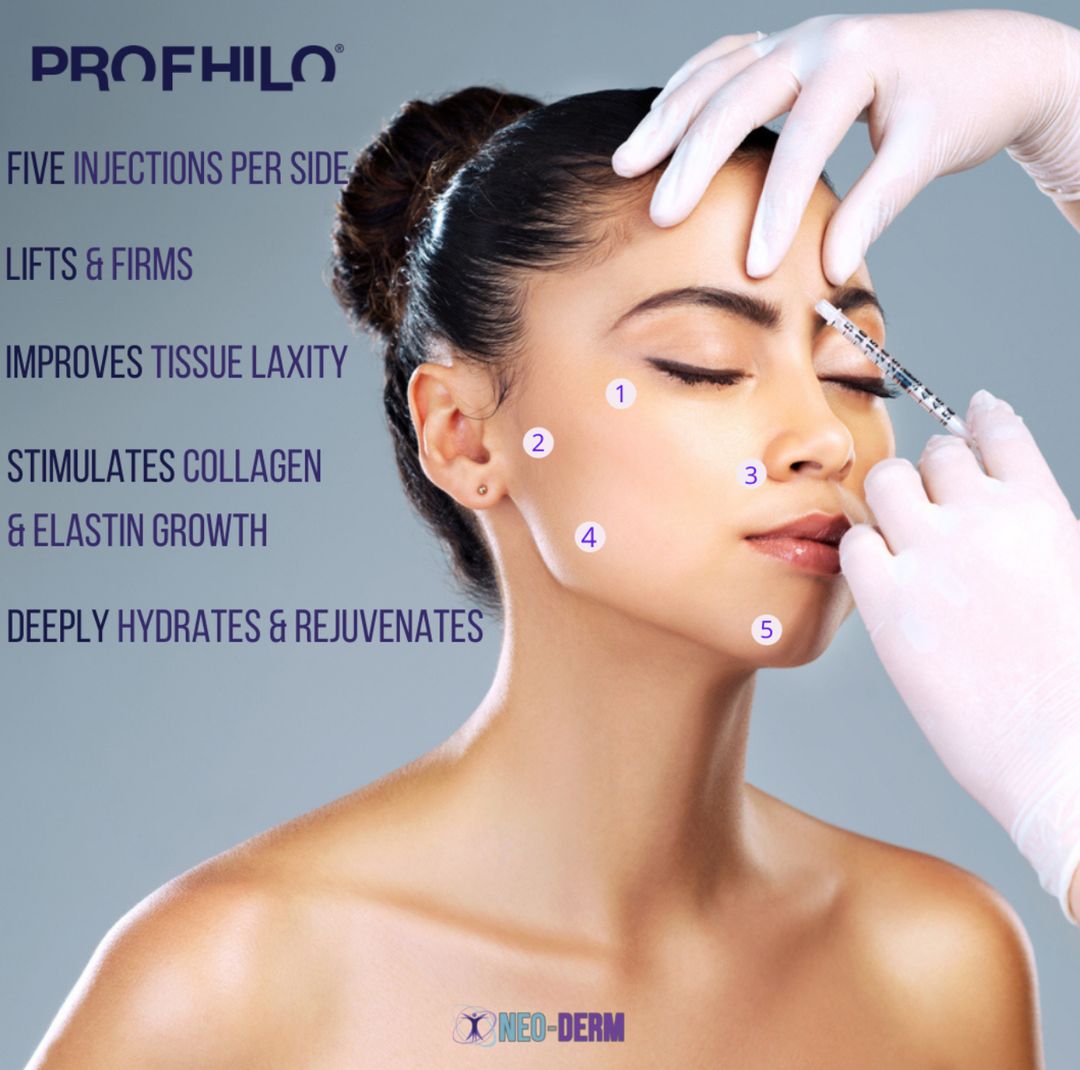 PROFHILO®
FIVE INJECTIONS PER SIDE
LIFTS & FIRMS
IMPROVES TISSUE LAXITY
STIMULATES COLLAGEN
& ELASTIN GROWTH
DEEPLY HYDRATES & REJUVENATES
1
2
3
4
5
NEO-DERM